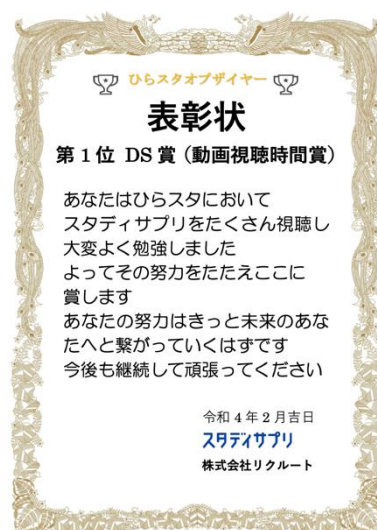 ひらスタオブザイヤー
表彰状
第1位 DS賞（動画視聴時間賞）
あなたはひらスタにおいて
スタディサプリをたくさん視聴し
大変よく勉強しました
よってその努力をたたえここに
賞します
あなたの努力はきっと未来のあな
たへと繋がっていくはずです
今後も継続して頑張ってください
令和4年2月吉日
スタディサプリ
株式会社リクルート